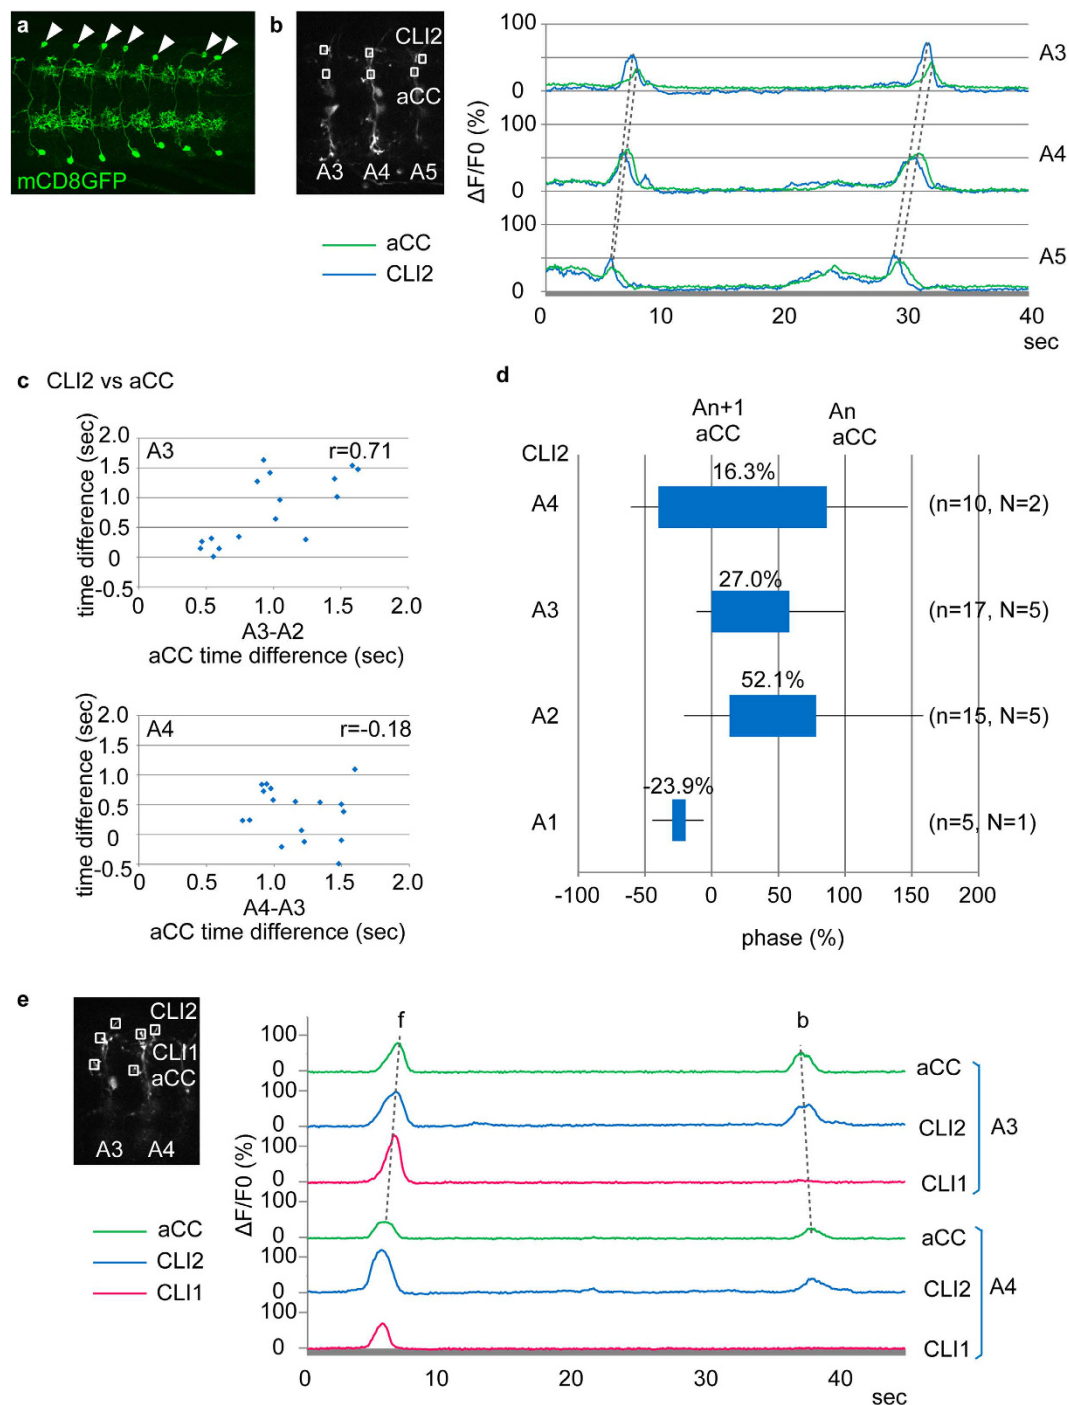 a
mCD8GFP
b
CLI2
aCC
A3 A4 A5
aCC
CLI2
ΔF/F0 (%)
100
0
A3
100
0
A4
100
0
A5
0 10 20 30 40
sec
c CLI2 vs aCC
time difference (sec)
2.0
1.5
1.0
0.5
0
-0.5
A3
r=0.71
0 0.5 1.0 1.5 2.0
A3-A2
aCC time difference (sec)
time difference (sec)
2.0
1.5
1.0
0.5
0
-0.5
A4
r=-0.18
0 0.5 1.0 1.5 2.0
A4-A3
aCC time difference (sec)
d
An+1
aCC
An
aCC
CLI2
A4
16.3%
(n=10, N=2)
A3
27.0%
(n=17, N=5)
A2
52.1%
(n=15, N=5)
A1
-23.9%
(n=5, N=1)
-100 -50 0 50 100 150 200
phase (%)
e
CLI2
CLI1
aCC
A3 A4
aCC
CLI2
CLI1
ΔF/F0 (%)
f
b
100
0
aCC
100
0
CLI2
100
0
CLI1
A3
100
0
aCC
100
0
CLI2
100
0
CLI1
A4
0 10 20 30 40
sec